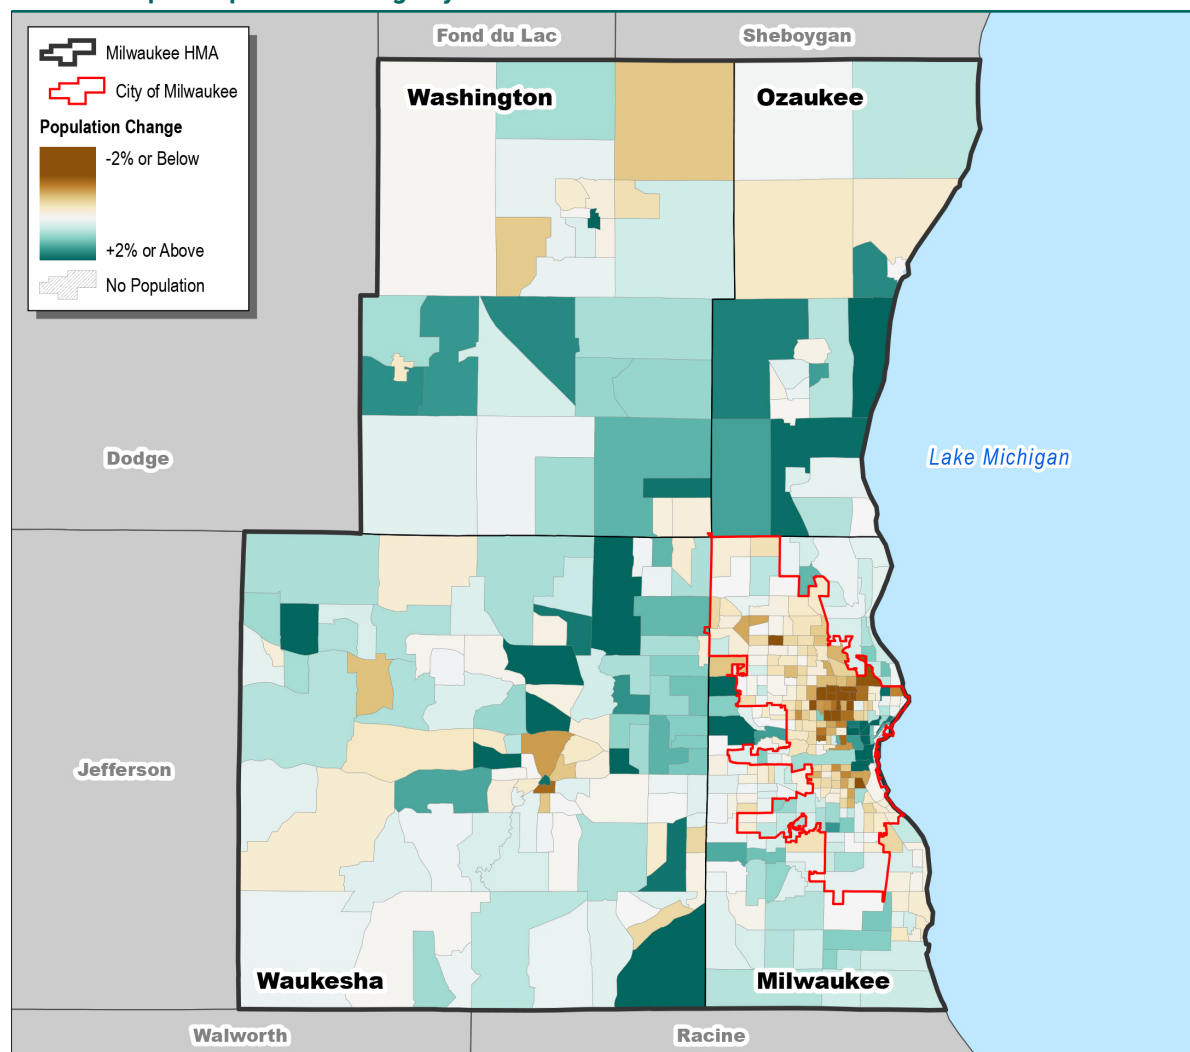 Fond du Lac
Sheboygan
Milwaukee HMA
City of Milwaukee
Population Change
-2% or Below
+2% or Above
No Population
Washington
Ozaukee
Dodge
Lake Michigan
Jefferson
Waukesha
Milwaukee
Walworth
Racine